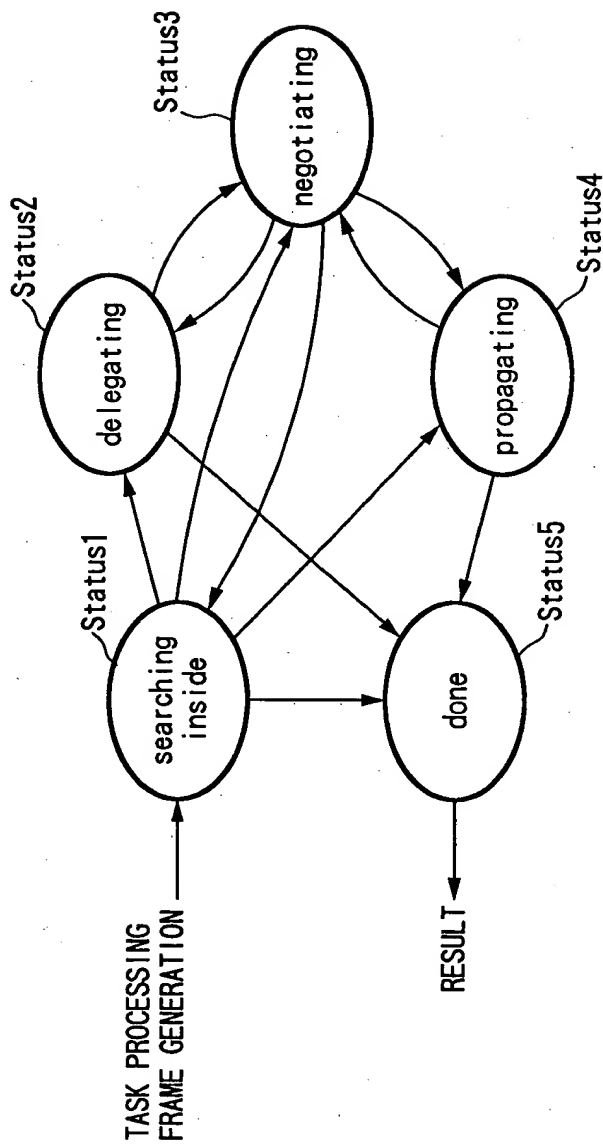 TASK PROCESSING
FRAME GENERATION
searching
inside
Status1
delegating
Status2
negotiating
Status3
propagating
Status4
done
Status5
RESULT